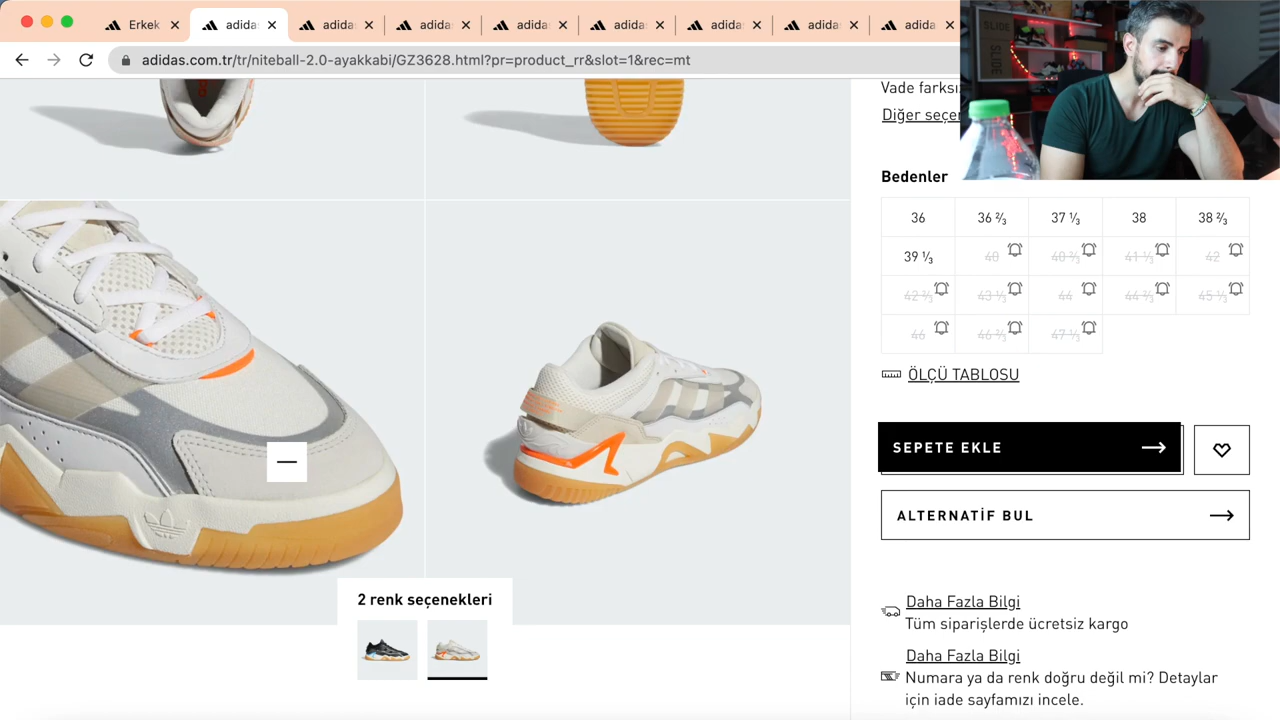 Erkek
adidas
adidas
adidas
adidas
adidas
adidas
adidas
adidas
adidas.com.tr/tr/niteball-2.0-ayakkabi/GZ3628.html?pr=product_rr&slot=1&rec=mt
SLIDE
SLIDE
Vade farksız
Diğer seçen
Bedenler
36 36 ⅔ 37 ⅓ 38 38 ⅔
39 ⅓ 40 40 ⅔ 41 ⅓ 42
42 ⅔ 43 ⅓ 44 44 ⅔ 45 ⅓
46 46 ⅔ 47 ⅓
ÖLÇÜ TABLOSU
SEPETE EKLE
ALTERNATİF BUL
2 renk seçenekleri
Daha Fazla Bilgi
Tüm siparişlerde ücretsiz kargo
Daha Fazla Bilgi
Numara ya da renk doğru değil mi? Detaylar
için iade sayfamızı incele.